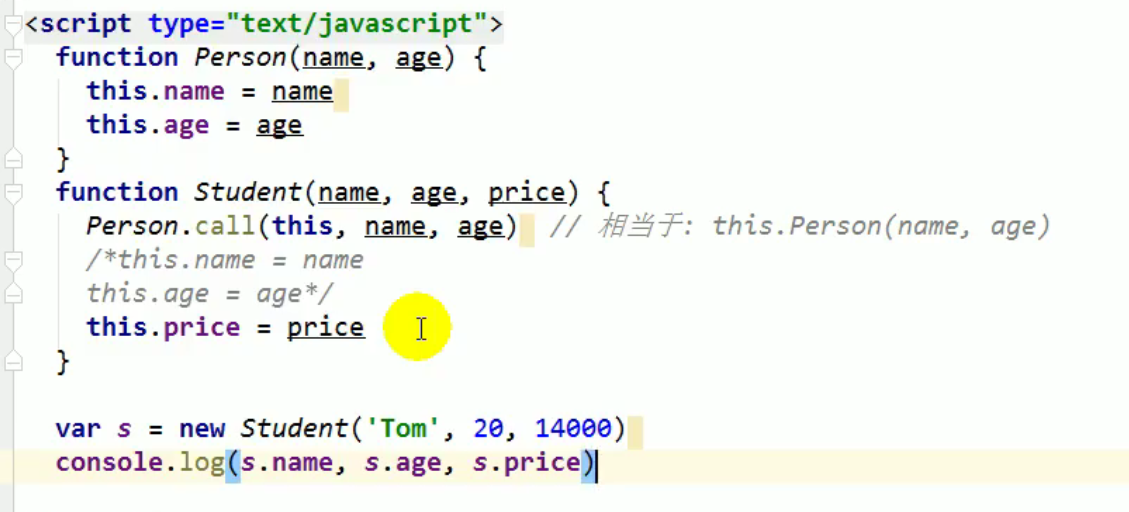 <script type="text/javascript">
function Person(name, age) {
this.name = name
this.age = age
}
function Student(name, age, price) {
Person.call(this, name, age) // 相当于: this.Person(name, age)
/*this.name = name
this.age = age*/
this.price = price
}
var s = new Student('Tom', 20, 14000)
console.log(s.name, s.age, s.price)